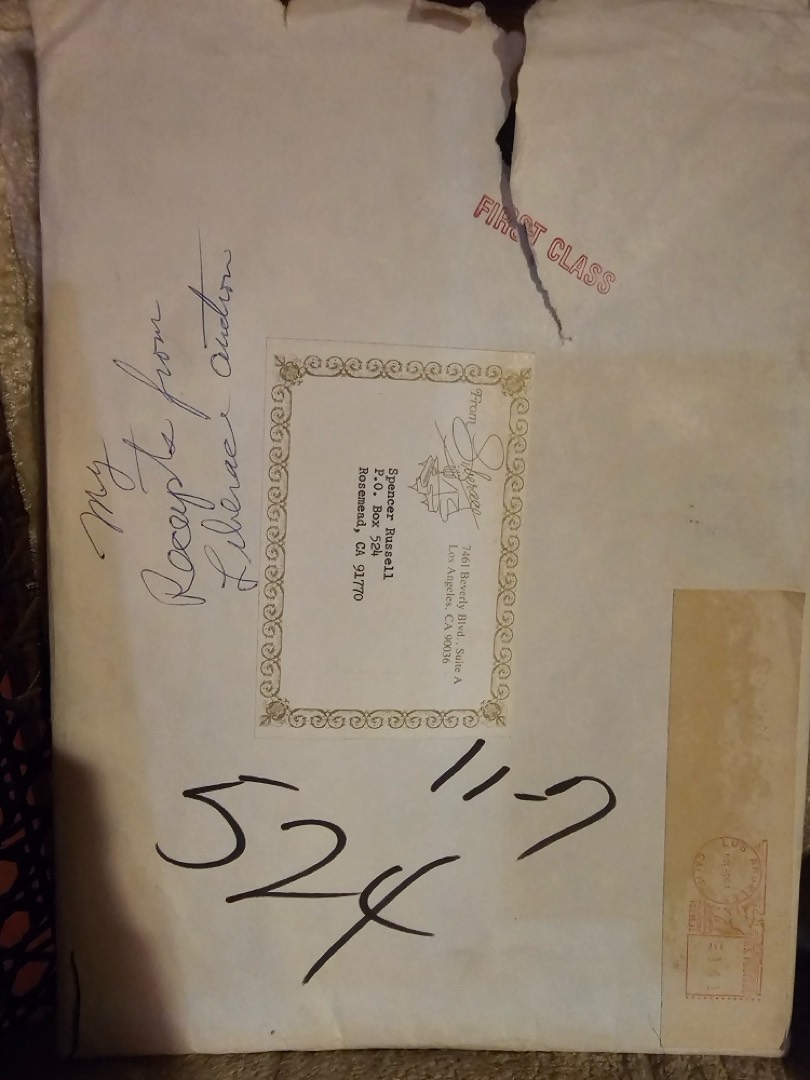 FIRST CLASS
From Liberace
7461 Beverly Blvd., Suite A
Los Angeles, CA 90036
Spencer Russell
P.O. Box 524
Rosemead, CA 91770
My
Receipts from
Liberace auction
11-7
524